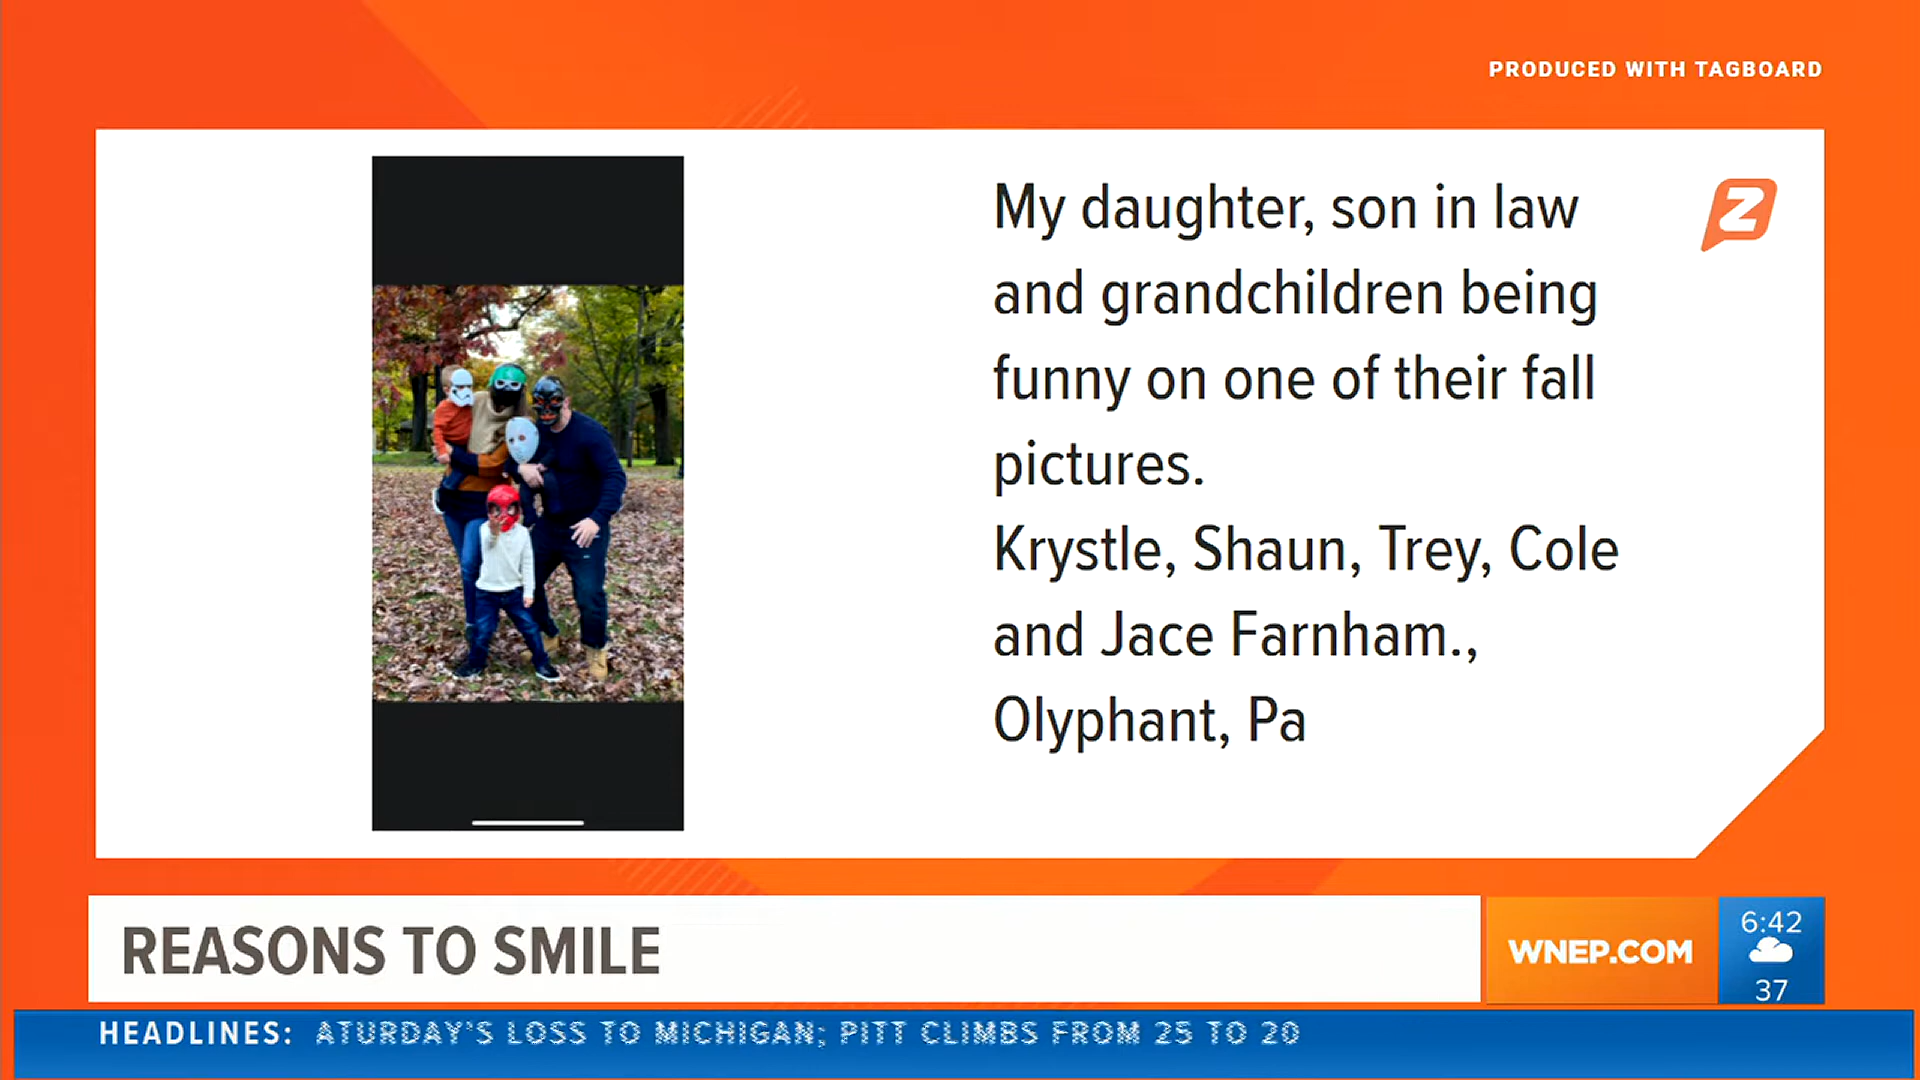 PRODUCED WITH TAGBOARD
My daughter, son in law
and grandchildren being
funny on one of their fall
pictures.
Krystle, Shaun, Trey, Cole
and Jace Farnham.,
Olyphant, Pa
REASONS TO SMILE
WNEP.COM
6:42
37
HEADLINES: ATURDAY'S LOSS TO MICHIGAN; PITT CLIMBS FROM 25 TO 20